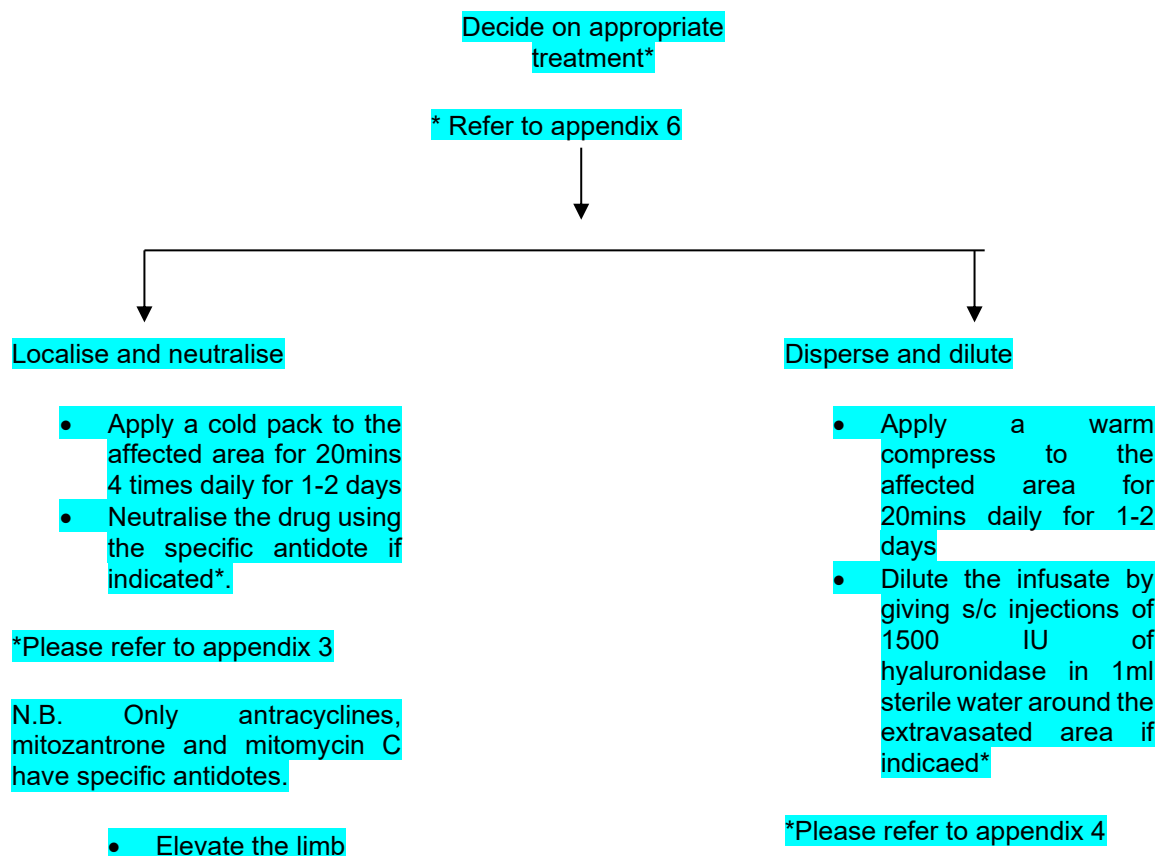 Decide on appropriate
treatment*
* Refer to appendix 6
Localise and neutralise
• Apply a cold pack to the
affected area for 20mins
4 times daily for 1-2 days
• Neutralise the drug using
the specific antidote if
indicated*.
*Please refer to appendix 3
N.B. Only antracyclines,
mitozantrone and mitomycin C
have specific antidotes.
• Elevate the limb
Disperse and dilute
• Apply a warm
compress to the
affected area for
20mins daily for 1-2
days
• Dilute the infusate by
giving s/c injections of
1500 IU of
hyaluronidase in 1ml
sterile water around the
extravasated area if
indicaed*
*Please refer to appendix 4